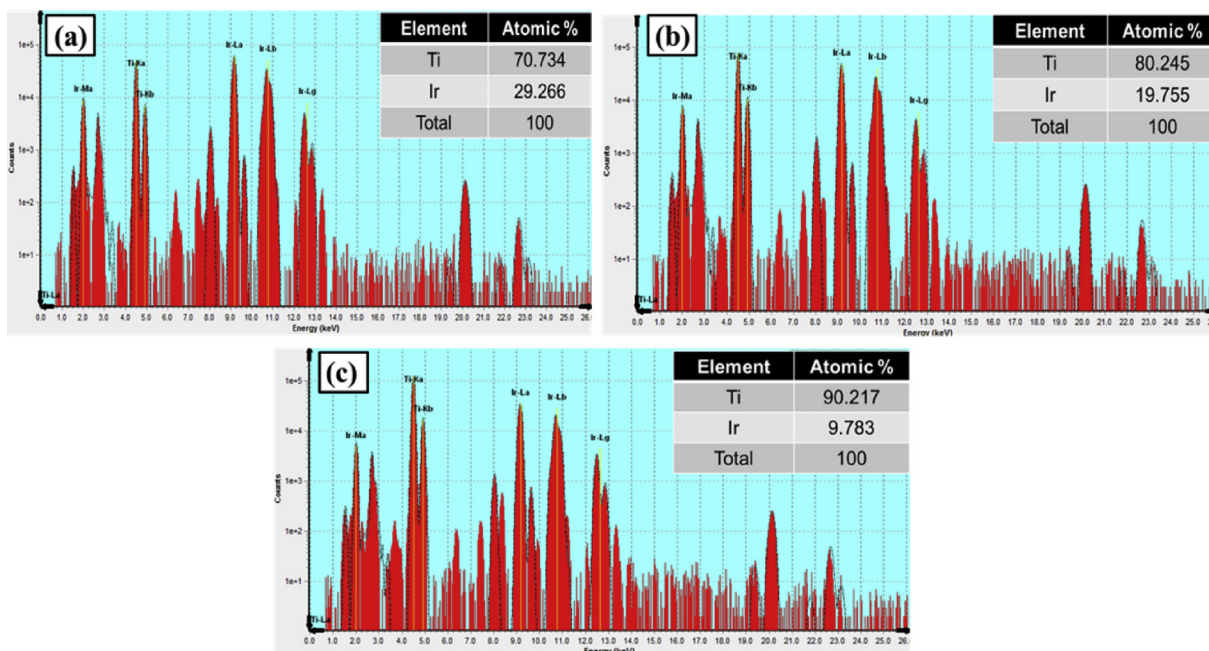 (a)
Element Atomic %
Ti 70.734
Ir 29.266
Total 100
Ir-Ma
Ti-Ka
Ti-Kb
Ir-La
Ir-Lb
Ir-Lg
Ti-La
Counts
1e+5
1e+4
1e+3
1e+2
1e+1
0.0 1.0 2.0 3.0 4.0 5.0 6.0 7.0 8.0 9.0 10.0 11.0 12.0 13.0 14.0 15.0 16.0 17.0 18.0 19.0 20.0 21.0 22.0 23.0 24.0 25.0 26.
Energy (keV)
(b)
Element Atomic %
Ti 80.245
Ir 19.755
Total 100
Ir-Ma
Ti-Ka
Ti-Kb
Ir-La
Ir-Lb
Ir-Lg
Ti-La
Counts
1e+5
1e+4
1e+3
1e+2
1e+1
0.0 1.0 2.0 3.0 4.0 5.0 6.0 7.0 8.0 9.0 10.0 11.0 12.0 13.0 14.0 15.0 16.0 17.0 18.0 19.0 20.0 21.0 22.0 23.0 24.0 25.0 26.
Energy (keV)
(c)
Element Atomic %
Ti 90.217
Ir 9.783
Total 100
Ir-Ma
Ti-Ka
Ti-Kb
Ir-La
Ir-Lb
Ir-Lg
Ti-La
Counts
1e+5
1e+4
1e+3
1e+2
1e+1
0.0 1.0 2.0 3.0 4.0 5.0 6.0 7.0 8.0 9.0 10.0 11.0 12.0 13.0 14.0 15.0 16.0 17.0 18.0 19.0 20.0 21.0 22.0 23.0 24.0 25.0 26.
Energy (keV)